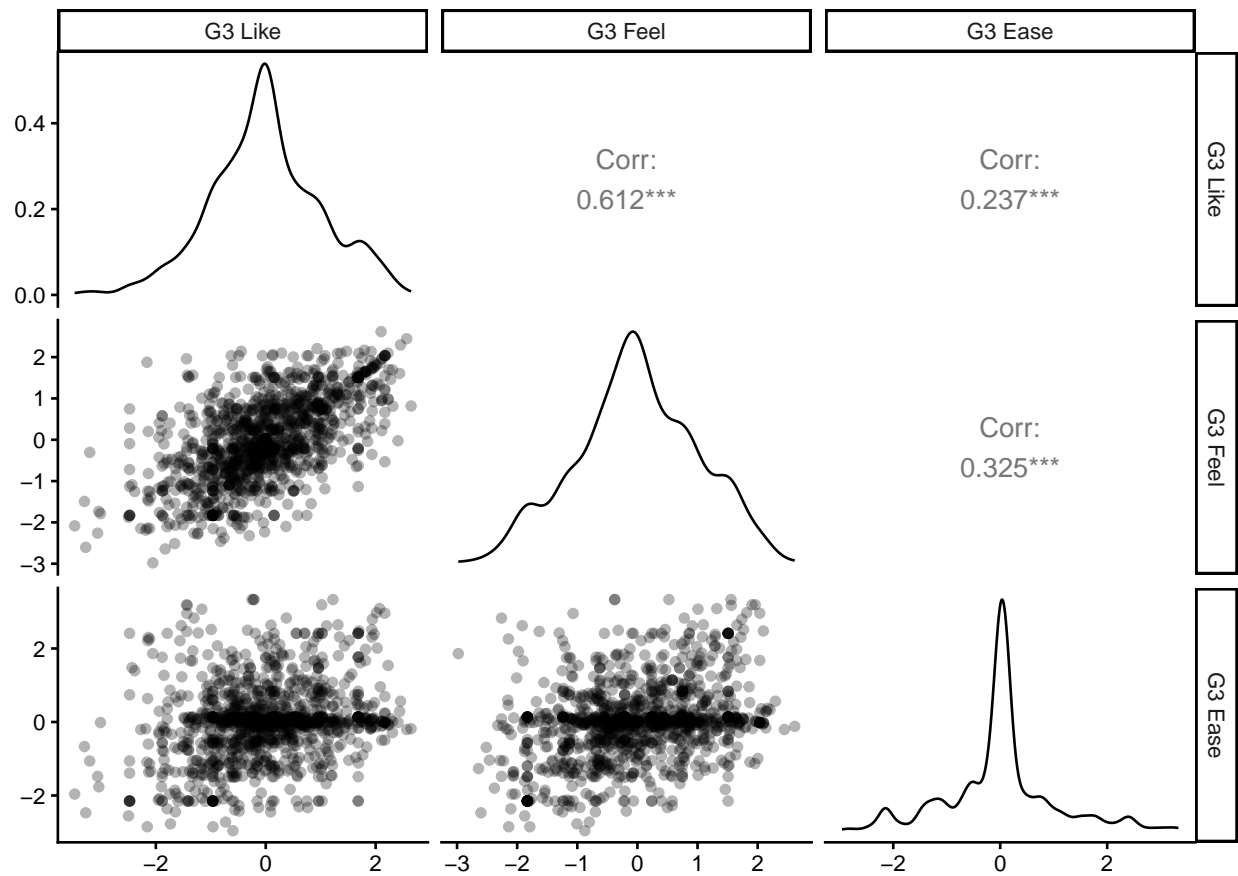 G3 Like
G3 Feel
G3 Ease
0.4
0.2
0.0
Corr:
0.612***
Corr:
0.237***
G3 Like
2
1
0
−1
−2
−3
Corr:
0.325***
G3 Feel
2
0
−2
G3 Ease
−2 0 2
−3 −2 −1 0 1 2
−2 0 2